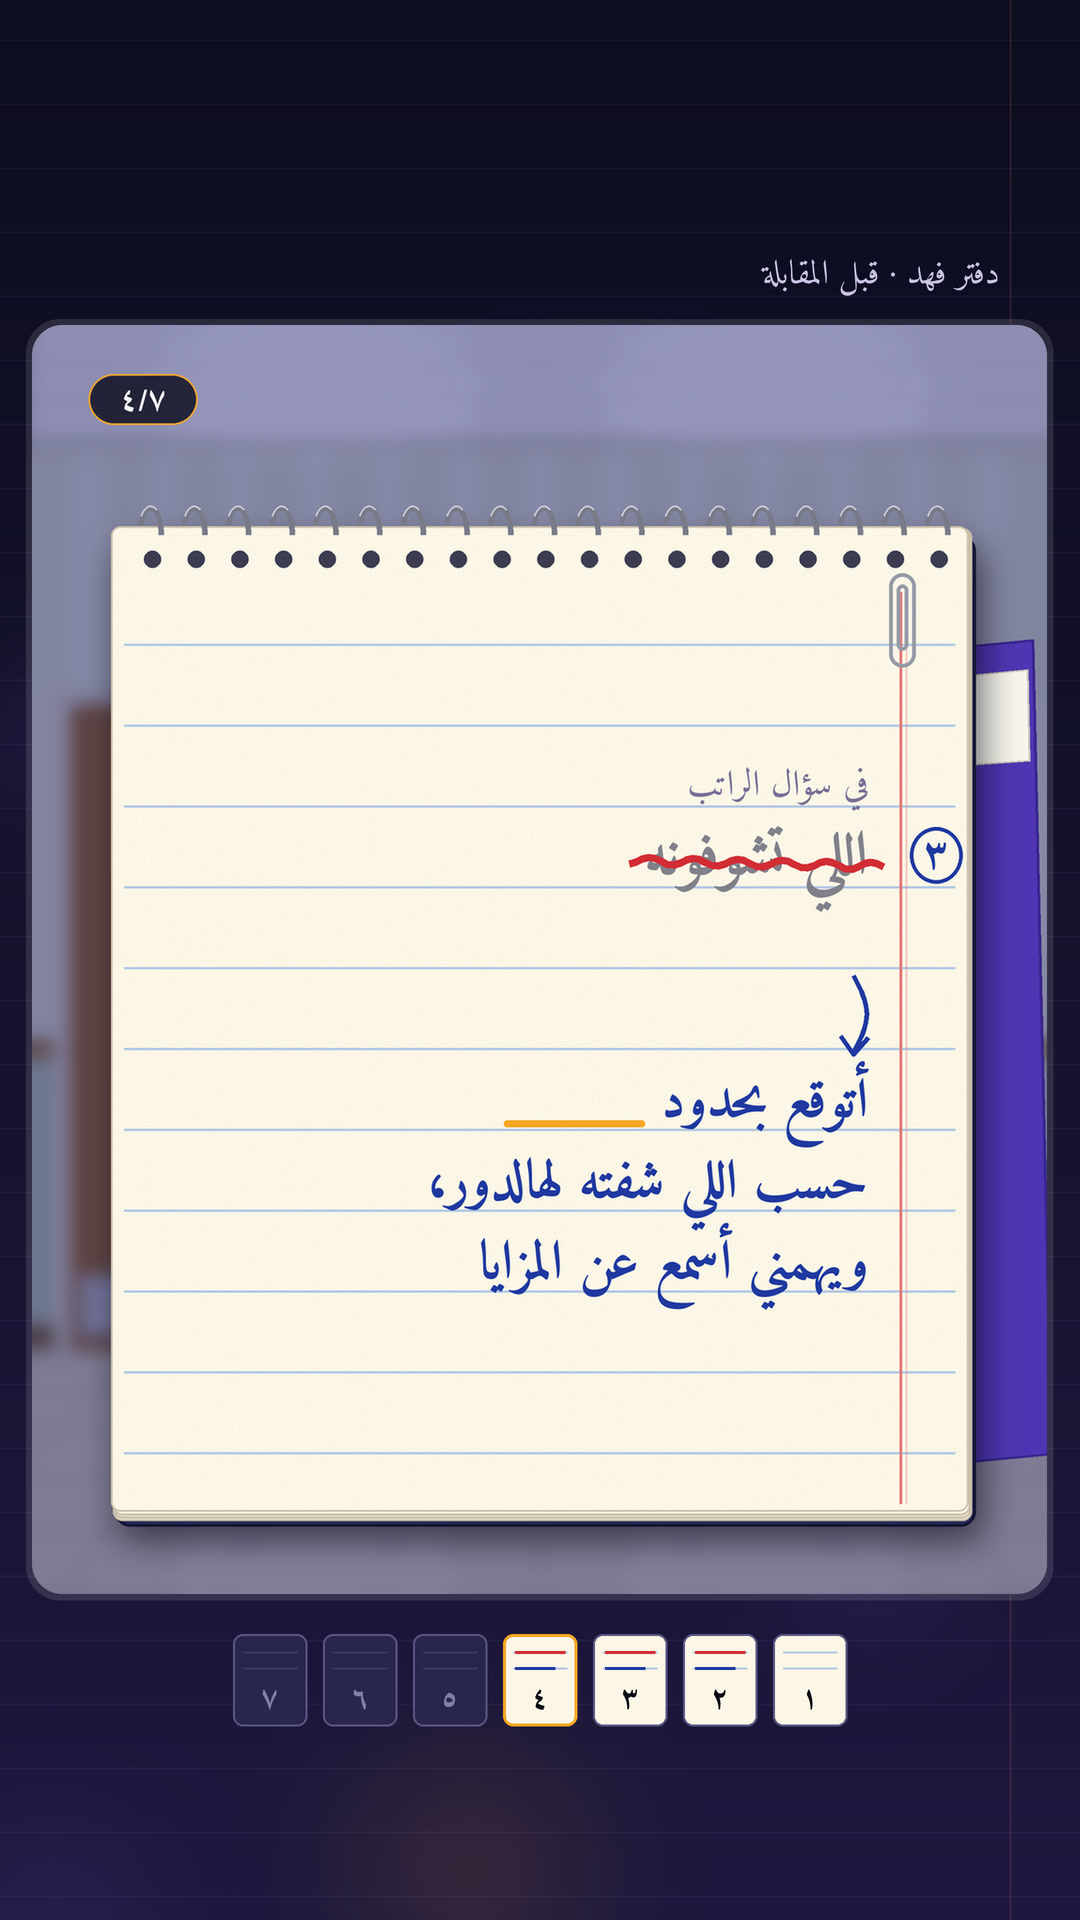 دفتر فهد · قبل المقابلة
٤/٧
في سؤال الراتب
٣
اللي تشوفونه
أتوقع بحدود
حسب اللي شفته لهالدور،
ويهمني أسمع عن المزايا
١ ٢ ٣ ٤ ٥ ٦ ٧